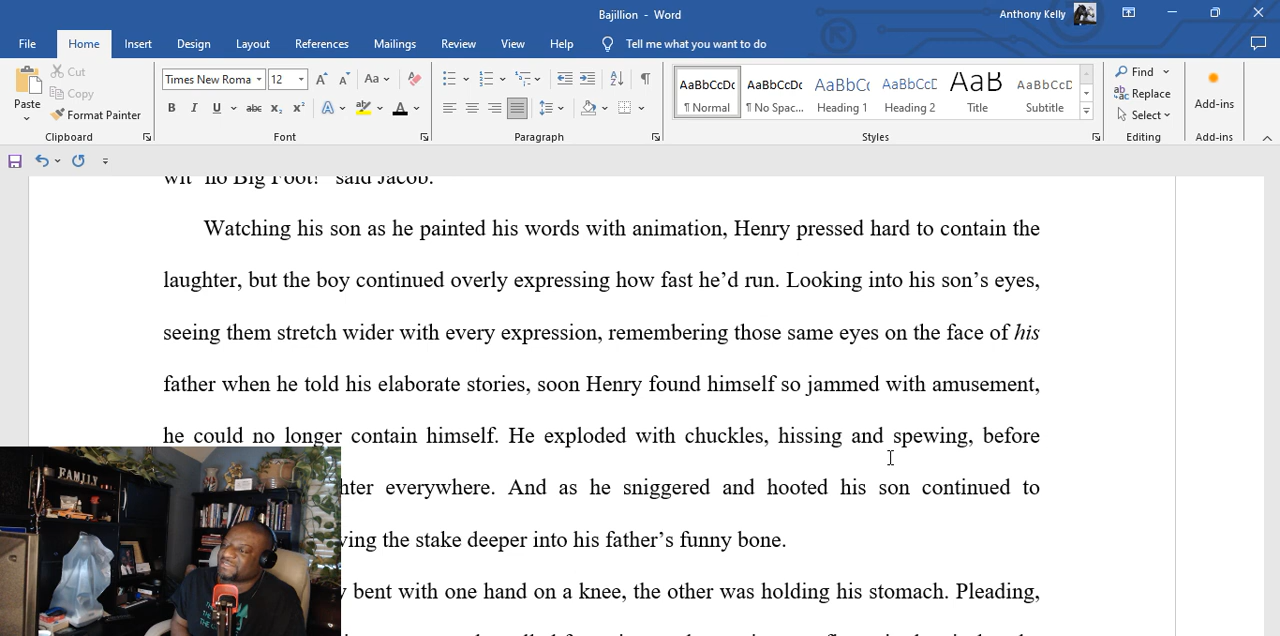 Bajillion - Word
Anthony Kelly
File Home Insert Design Layout References Mailings Review View Help Tell me what you want to do
Paste
Cut
Copy
Format Painter
Clipboard
Times New Roma 12
Font
Paragraph
AaBbCcDc AaBbCcDc AaBbCc AaBbCcD AaB AaBbCcD
¶ Normal ¶ No Spac... Heading 1 Heading 2 Title Subtitle
Styles
Find
Replace
Select
Editing
Add-ins
Add-ins
wit' no Big Foot!" said Jacob.
Watching his son as he painted his words with animation, Henry pressed hard to contain the
laughter, but the boy continued overly expressing how fast he'd run. Looking into his son's eyes,
seeing them stretch wider with every expression, remembering those same eyes on the face of his
father when he told his elaborate stories, soon Henry found himself so jammed with amusement,
he could no longer contain himself. He exploded with chuckles, hissing and spewing, before
everywhere. And as he sniggered and hooted his son continued to
the stake deeper into his father's funny bone.
bent with one hand on a knee, the other was holding his stomach. Pleading,
FAMILY